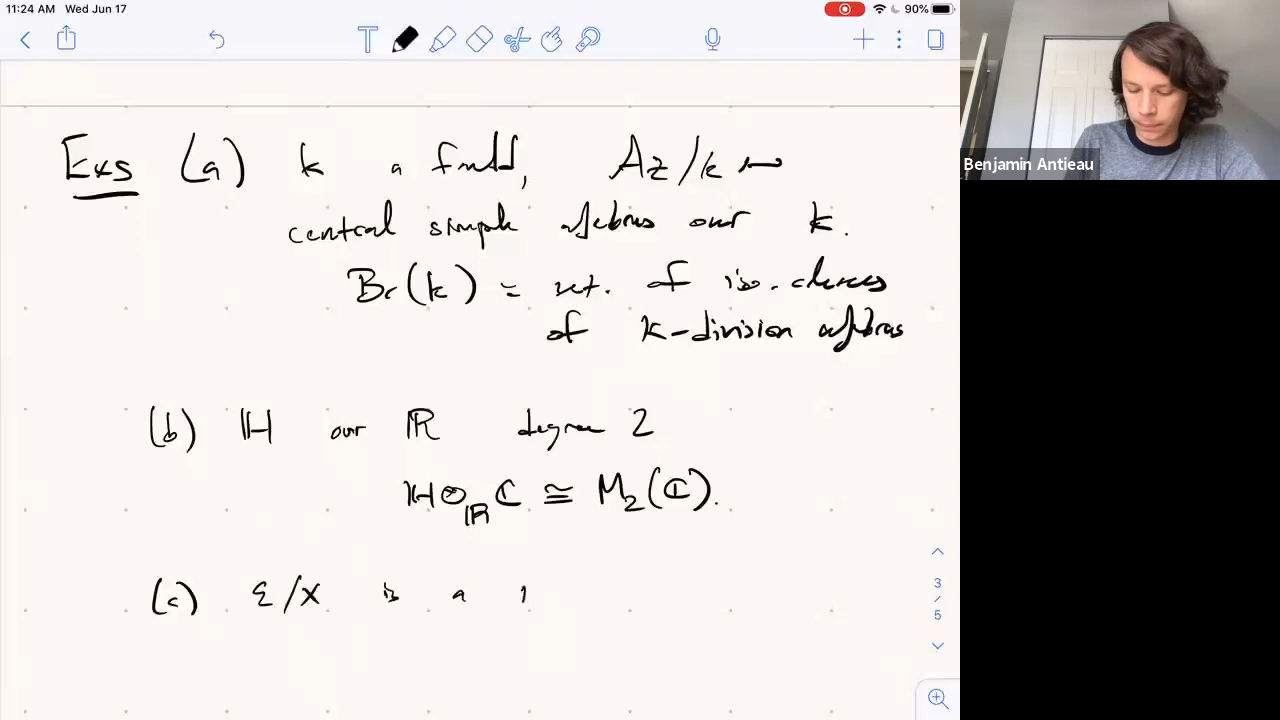 11:24 AM Wed Jun 17
90%
Benjamin Antieau
Exs (a) k a field, Az/k ↔
central simple algebras over k.
Br(k) = set. of iso. classes
of k-division algebras
(b) ℍ over ℝ degree 2
ℍ⊗_ℝ ℂ ≅ M₂(ℂ).
(c) ℰ/X is a
3
/
5